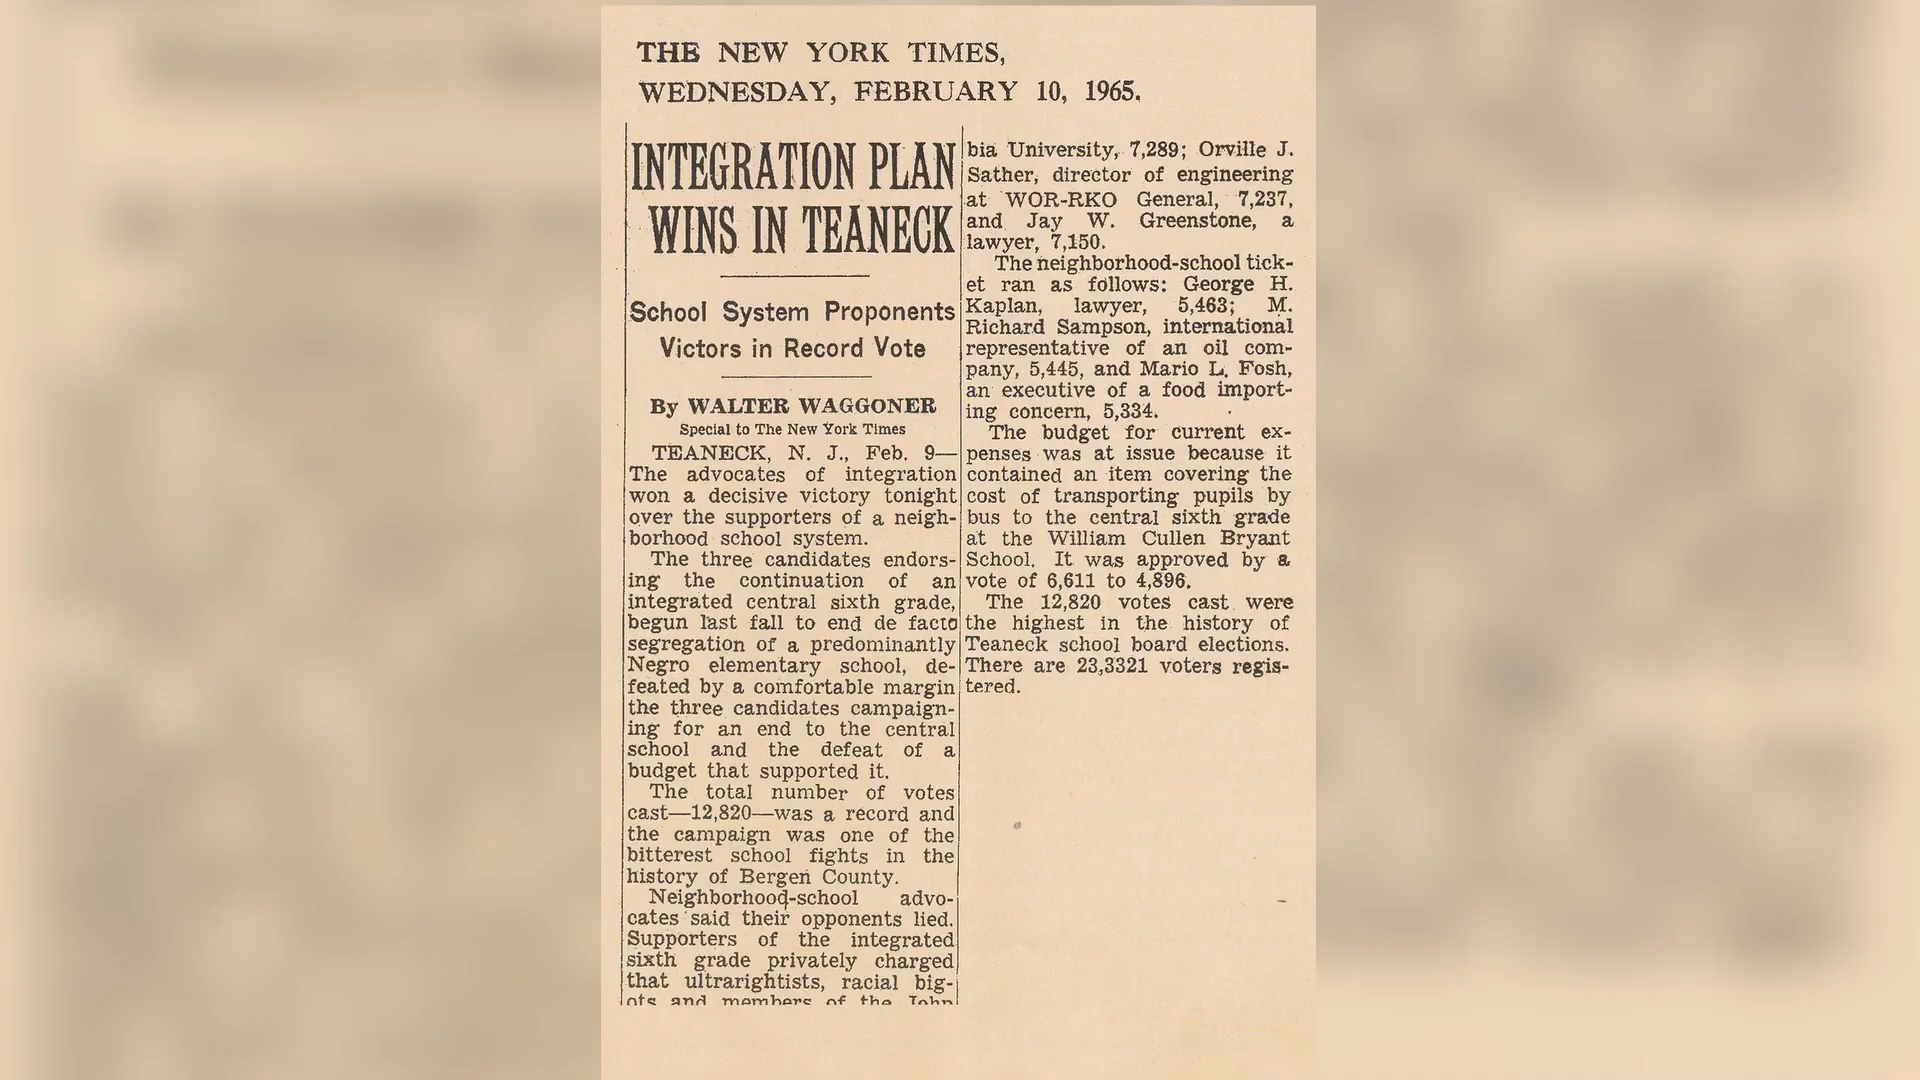 THE NEW YORK TIMES,
WEDNESDAY, FEBRUARY 10, 1965.
INTEGRATION PLAN
WINS IN TEANECK
School System Proponents
Victors in Record Vote
By WALTER WAGGONER
Special to The New York Times
TEANECK, N. J., Feb. 9—
The advocates of integration
won a decisive victory tonight
over the supporters of a neigh-
borhood school system.
The three candidates endors-
ing the continuation of an
integrated central sixth grade,
begun last fall to end de facto
segregation of a predominantly
Negro elementary school, de-
feated by a comfortable margin
the three candidates campaign-
ing for an end to the central
school and the defeat of a
budget that supported it.
The total number of votes
cast—12,820—was a record and
the campaign was one of the
bitterest school fights in the
history of Bergen County.
Neighborhood-school advo-
cates said their opponents lied.
Supporters of the integrated
sixth grade privately charged
that ultrarightists, racial big-
ots and members of the John
bia University, 7,289; Orville J.
Sather, director of engineering
at WOR-RKO General, 7,237,
and Jay W. Greenstone, a
lawyer, 7,150.
The neighborhood-school tick-
et ran as follows: George H.
Kaplan, lawyer, 5,463; M.
Richard Sampson, international
representative of an oil com-
pany, 5,445, and Mario L. Fosh,
an executive of a food import-
ing concern, 5,334.
The budget for current ex-
penses was at issue because it
contained an item covering the
cost of transporting pupils by
bus to the central sixth grade
at the William Cullen Bryant
School. It was approved by a
vote of 6,611 to 4,896.
The 12,820 votes cast were
the highest in the history of
Teaneck school board elections.
There are 23,3321 voters regis-
tered.